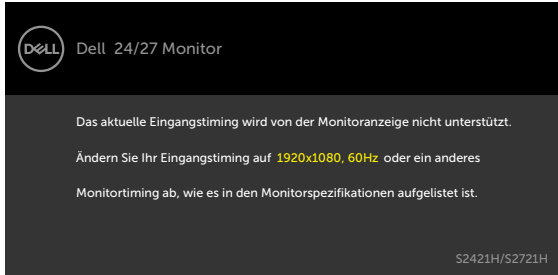 DELL
Dell 24/27 Monitor
Das aktuelle Eingangstiming wird von der Monitoranzeige nicht unterstützt.
Ändern Sie Ihr Eingangstiming auf 1920x1080, 60Hz oder ein anderes
Monitortiming ab, wie es in den Monitorspezifikationen aufgelistet ist.
S2421H/S2721H